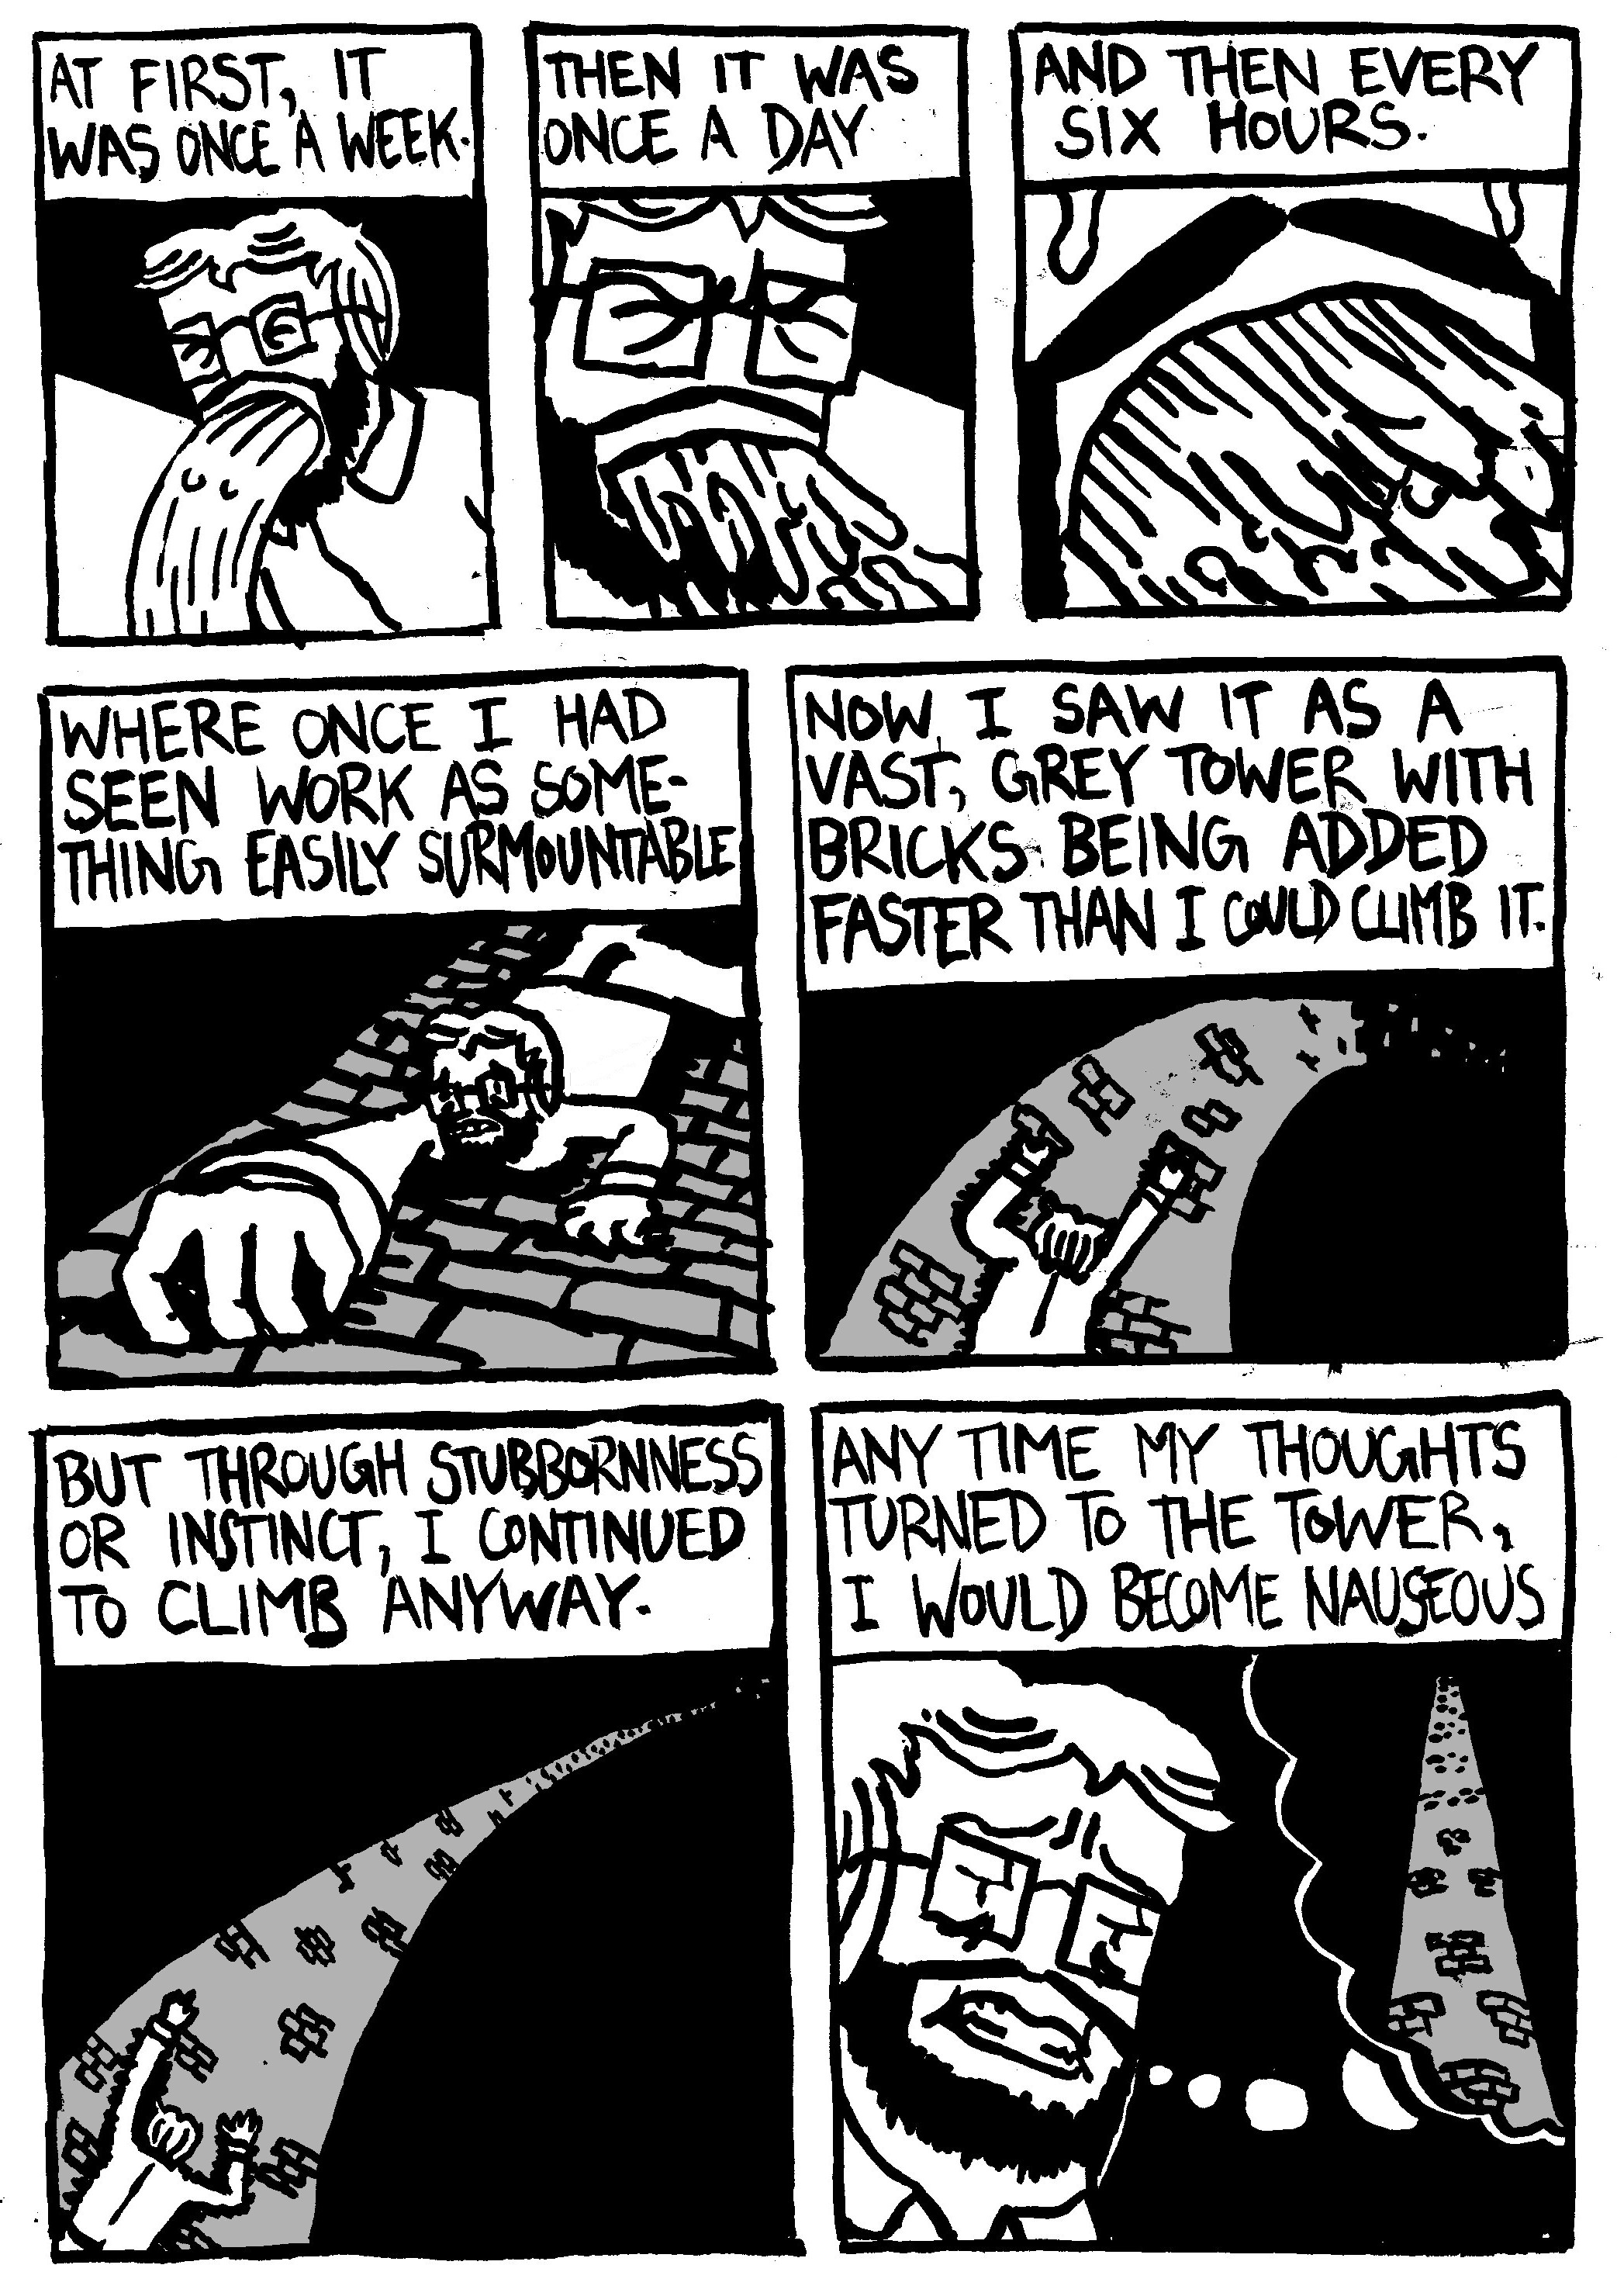 AT FIRST, IT
WAS ONCE A WEEK.
THEN IT WAS
ONCE A DAY
AND THEN EVERY
SIX HOURS.
WHERE ONCE I HAD
SEEN WORK AS SOME-
THING EASILY SURMOUNTABLE
NOW I SAW IT AS A
VAST, GREY TOWER WITH
BRICKS BEING ADDED
FASTER THAN I COULD CLIMB IT.
BUT THROUGH STUBBORNNESS
OR INSTINCT, I CONTINUED
TO CLIMB ANYWAY.
ANY TIME MY THOUGHTS
TURNED TO THE TOWER,
I WOULD BECOME NAUSEOUS